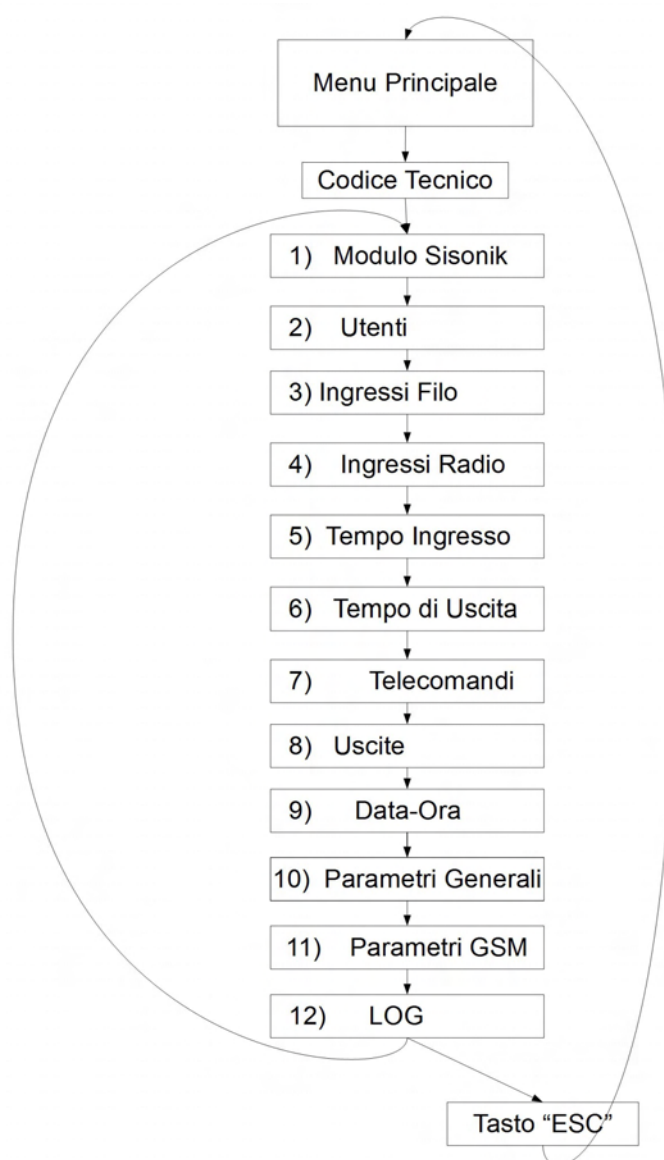 Menu Principale
Codice Tecnico
1) Modulo Sisonik
2) Utenti
3) Ingressi Filo
4) Ingressi Radio
5) Tempo Ingresso
6) Tempo di Uscita
7) Telecomandi
8) Uscite
9) Data-Ora
10) Parametri Generali
11) Parametri GSM
12) LOG
Tasto “ESC”